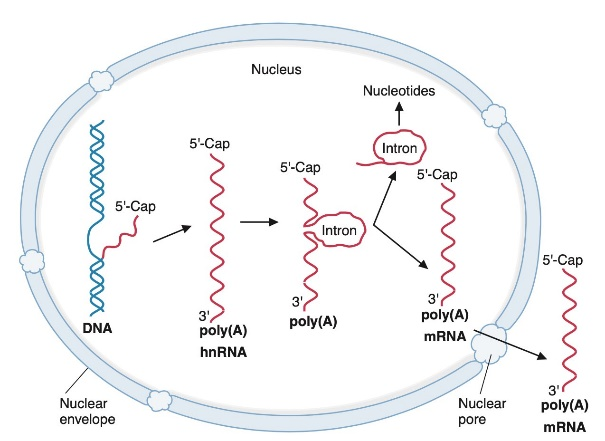 Nucleus
Nucleotides
Intron
5'-Cap
5'-Cap
5'-Cap
5'-Cap
Intron
3'
poly(A)
hnRNA
3'
poly(A)
3'
poly(A)
mRNA
DNA
5'-Cap
3'
poly(A)
mRNA
Nuclear
envelope
Nuclear
pore